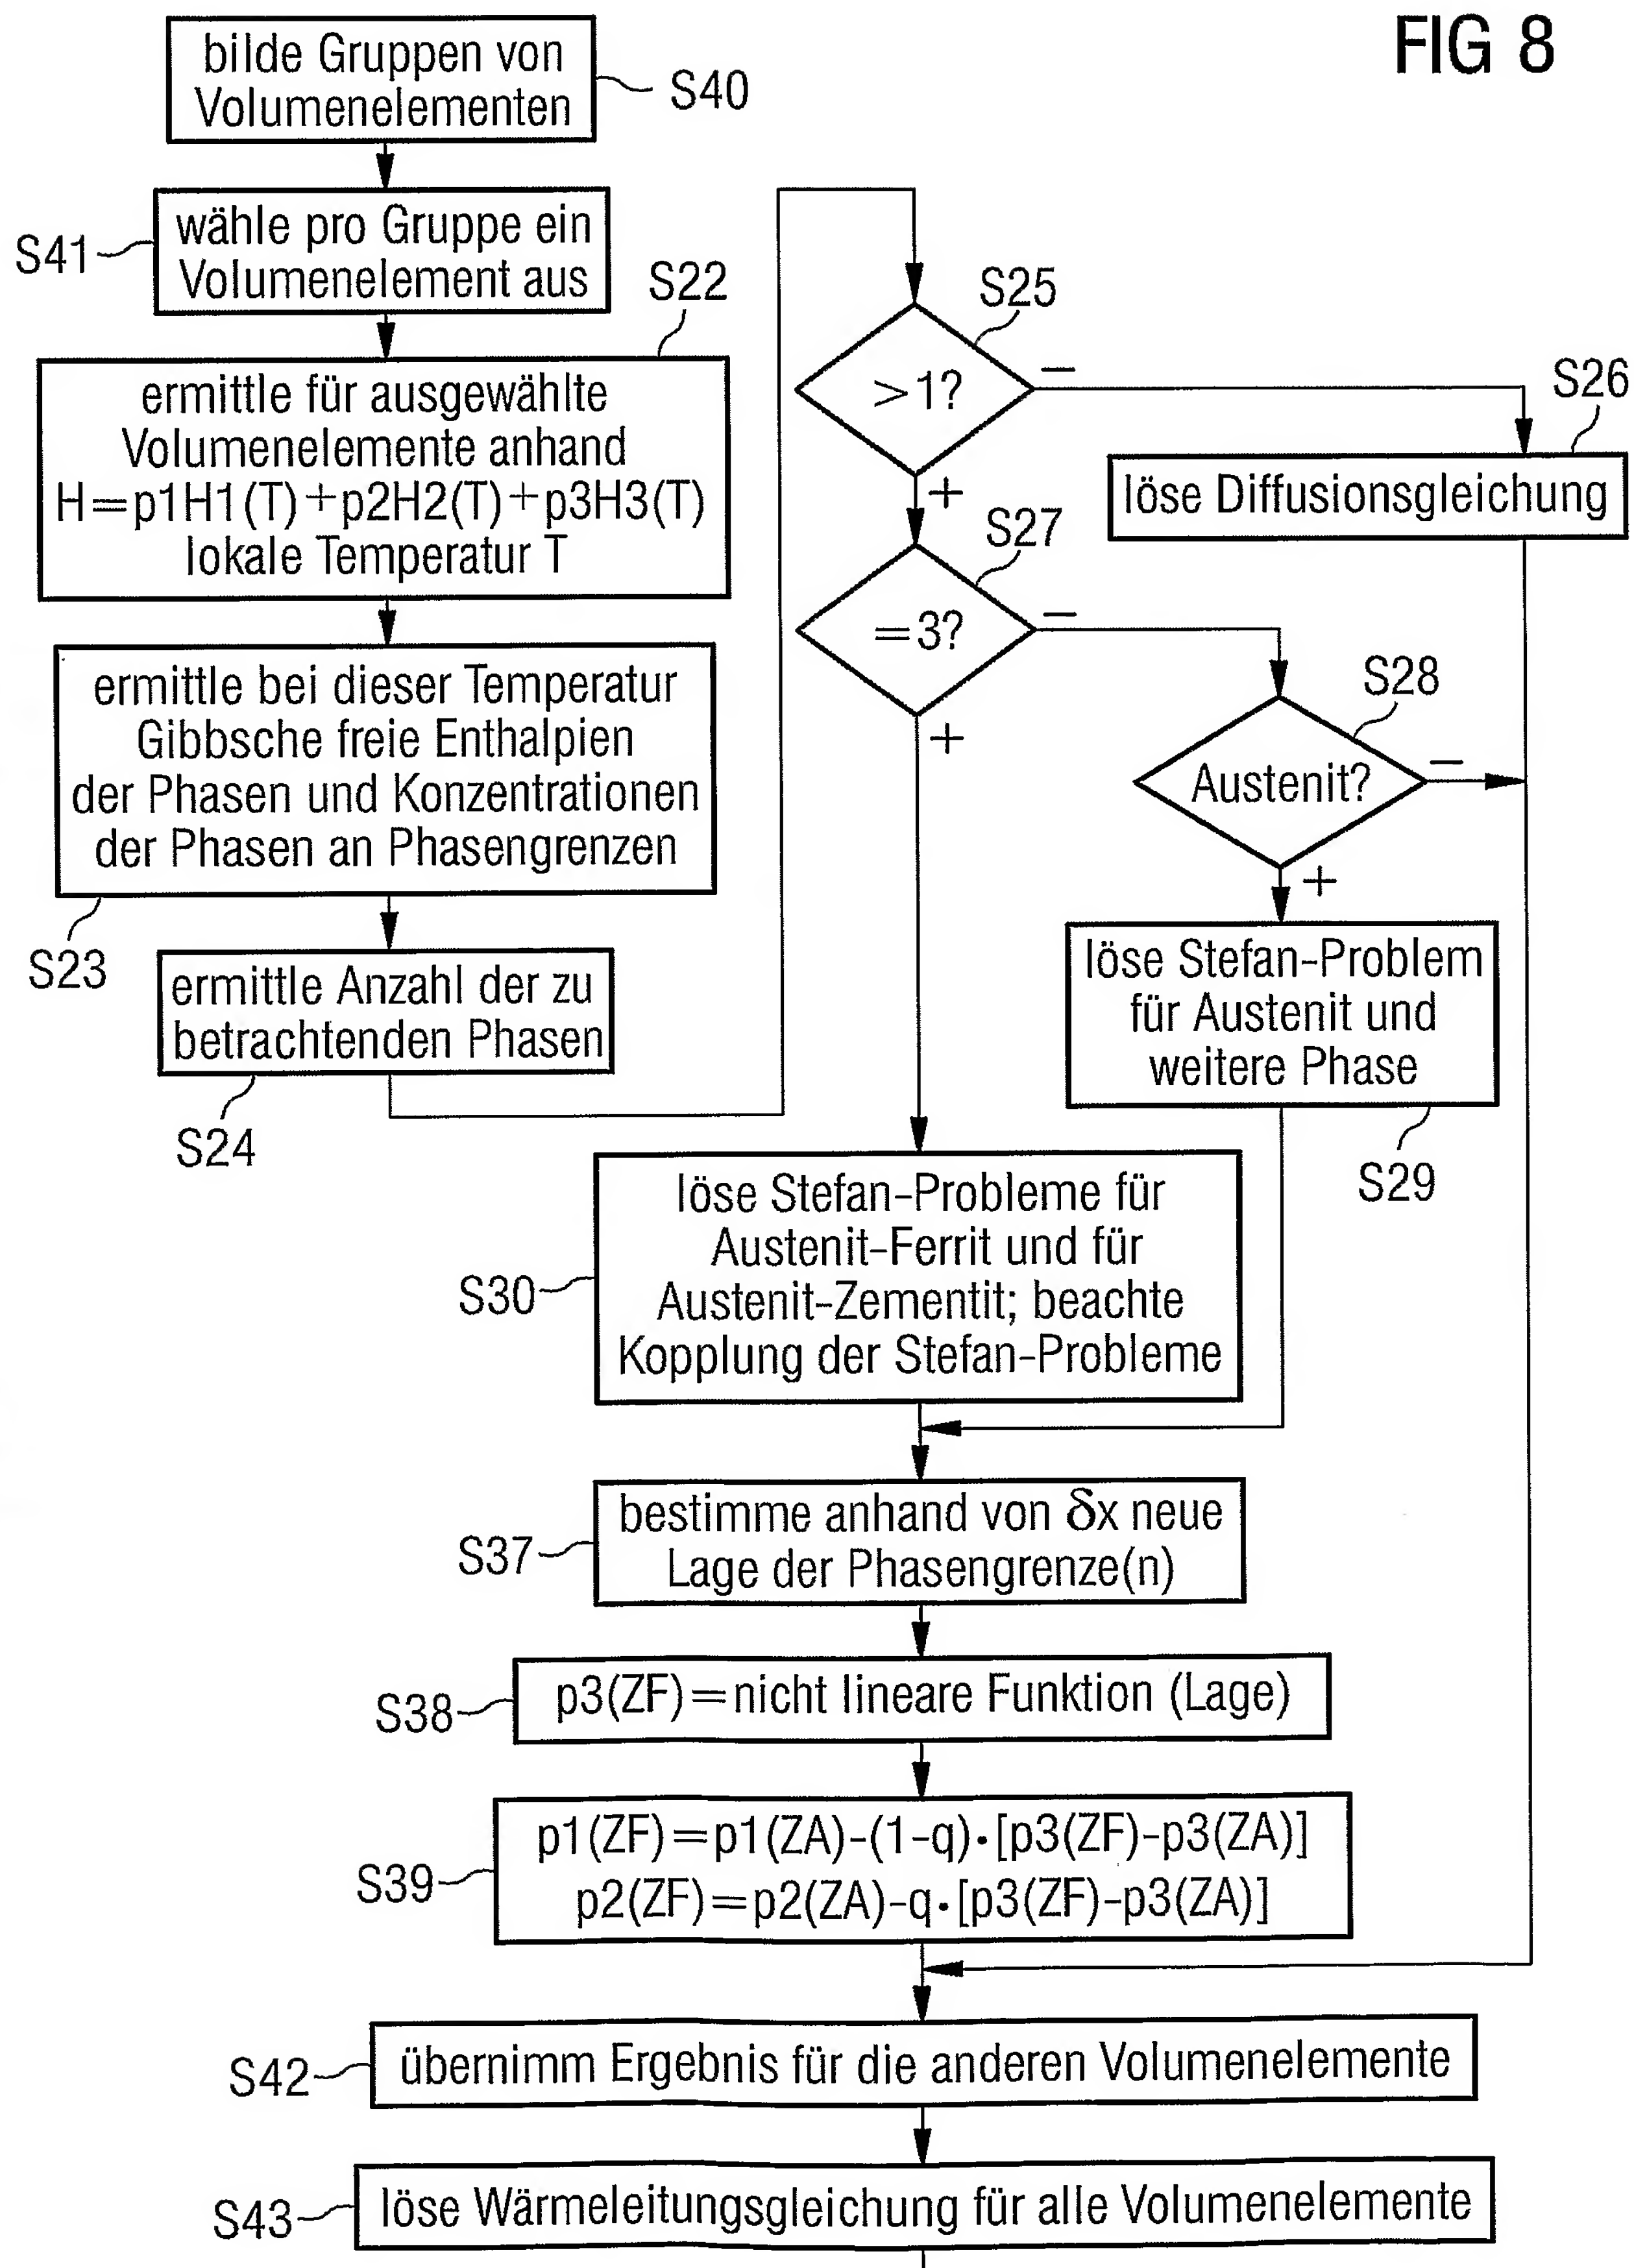 FIG 8
bilde Gruppen von
Volumenelementen
S40
wähle pro Gruppe ein
Volumenelement aus
S41
S22
ermittle für ausgewählte
Volumenelemente anhand
H=p1H1(T)+p2H2(T)+p3H3(T)
lokale Temperatur T
ermittle bei dieser Temperatur
Gibbsche freie Enthalpien
der Phasen und Konzentrationen
der Phasen an Phasengrenzen
S23
ermittle Anzahl der zu
betrachtenden Phasen
S24
S25
>1?
−
+
S26
löse Diffusionsgleichung
S27
=3?
−
+
S28
Austenit?
−
+
löse Stefan-Problem
für Austenit und
weitere Phase
S29
löse Stefan-Probleme für
Austenit-Ferrit und für
Austenit-Zementit; beachte
Kopplung der Stefan-Probleme
S30
bestimme anhand von δx neue
Lage der Phasengrenze(n)
S37
p3(ZF)=nicht lineare Funktion (Lage)
S38
p1(ZF)=p1(ZA)-(1-q)·[p3(ZF)-p3(ZA)]
p2(ZF)=p2(ZA)-q·[p3(ZF)-p3(ZA)]
S39
übernimm Ergebnis für die anderen Volumenelemente
S42
löse Wärmeleitungsgleichung für alle Volumenelemente
S43